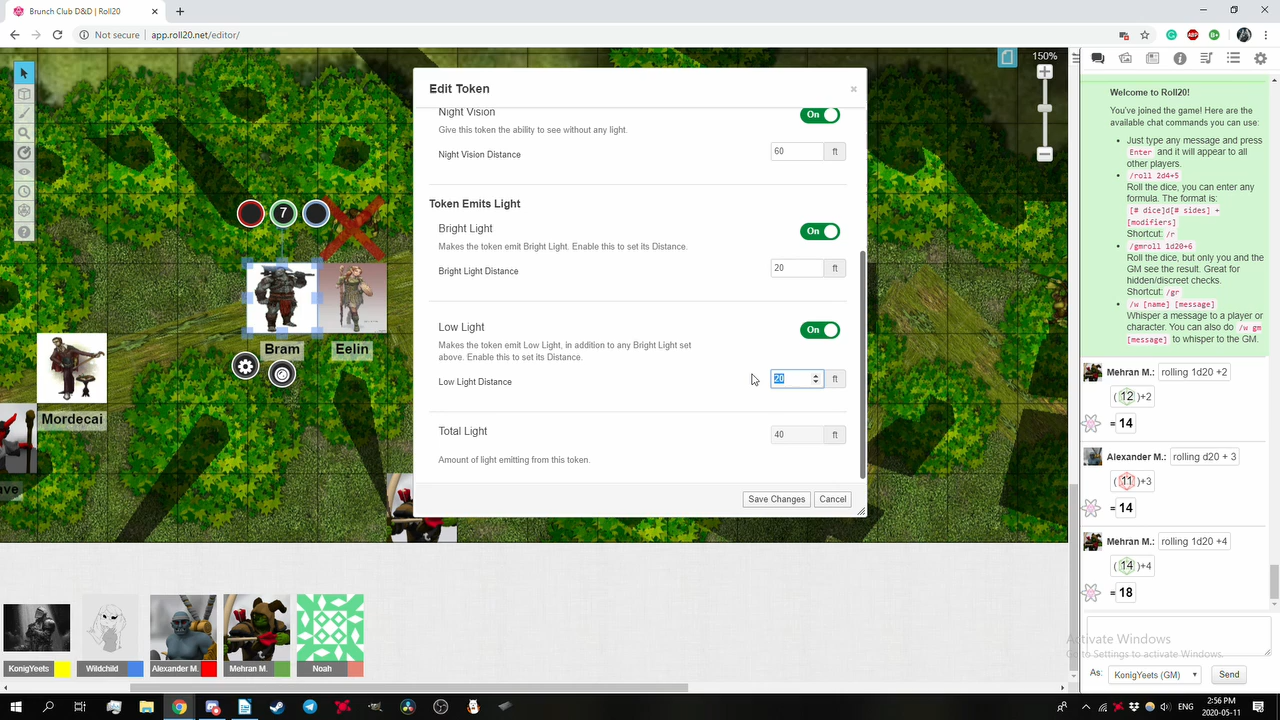 Brunch Club D&D | Roll20
Not secure | app.roll20.net/editor/
150%
Edit Token
Night Vision
On
Give this token the ability to see without any light.
Night Vision Distance
60
ft
Token Emits Light
Bright Light
On
Makes the token emit Bright Light. Enable this to set its Distance.
Bright Light Distance
20
ft
Low Light
On
Makes the token emit Low Light, in addition to any Bright Light set
above. Enable this to set its Distance.
Low Light Distance
20
ft
Total Light
40
ft
Amount of light emitting from this token.
Save Changes
Cancel
7
Bram
Eelin
Mordecai
Welcome to Roll20!
You've joined the game! Here are the
available chat commands you can use:
Just type any message and press
Enter and it will appear to all
other players.
/roll 2d4+5
Roll the dice, you can enter any
formula. The format is:
[# dice]d[# sides] +
[modifiers]
Shortcut: /r
/gmroll 1d20+6
Roll the dice, but only you and the
GM see the result. Great for
hidden/discreet checks.
Shortcut: /gr
/w [name] [message]
Whisper a message to a player or
character. You can also do /w gm
[message] to whisper to the GM.
Mehran M.: rolling 1d20 +2
(12)+2
= 14
Alexander M.: rolling d20 + 3
(11)+3
= 14
Mehran M.: rolling 1d20 +4
(14)+4
= 18
Activate Windows
Go to Settings to activate Windows.
As:
KonigYeets (GM)
Send
KonigYeets
Wildchild
Alexander M.
Mehran M.
Noah
2:56 PM
2020-05-11